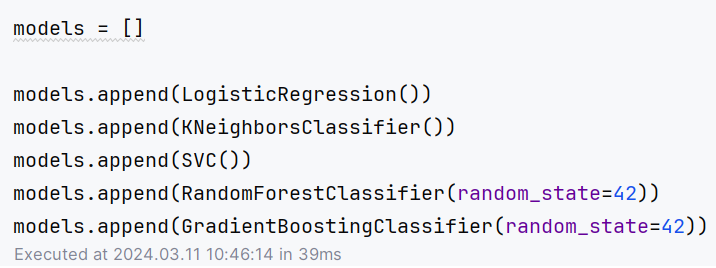 models = []
models.append(LogisticRegression())
models.append(KNeighborsClassifier())
models.append(SVC())
models.append(RandomForestClassifier(random_state=42))
models.append(GradientBoostingClassifier(random_state=42))
Executed at 2024.03.11 10:46:14 in 39ms